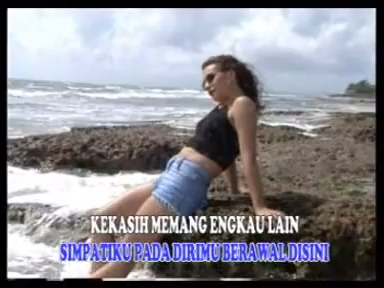 KEKASIH MEMANG ENGKAU LAIN
SIMPATIKU PADA DIRIMU BERAWAL DISINI